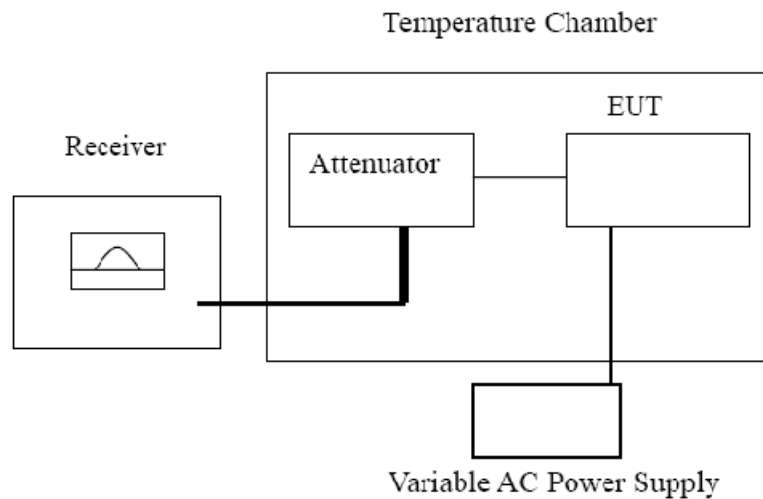 Temperature Chamber
EUT
Receiver
Attenuator
Variable AC Power Supply